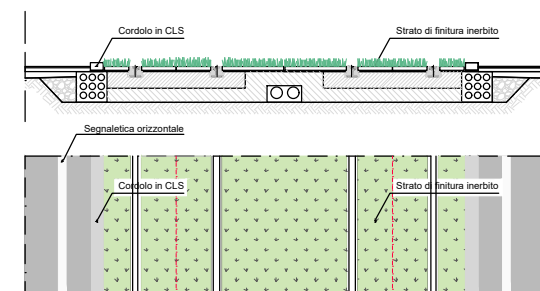 Cordolo in CLS
Strato di finitura inerbito
Segnaletica orizzontale
Cordolo in CLS
Strato di finitura inerbito